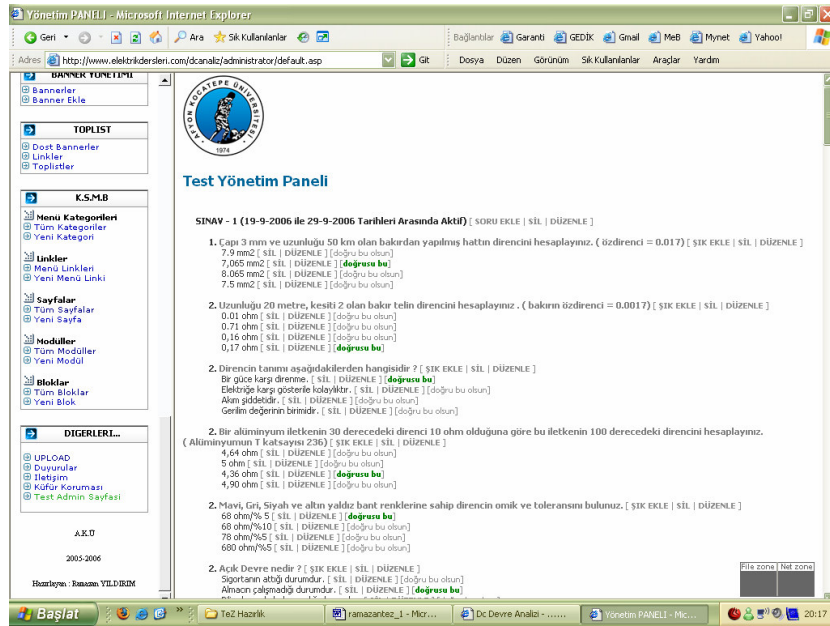 Yönetim PANELI - Microsoft Internet Explorer
Geri Ara Sık Kullanılanlar Bağlantılar Garanti GEDİK Gmail MeB Mynet Yahoo!
Adres http://www.elektrikdersleri.com/dcanaliz/administrator/default.asp Git Dosya Düzen Görünüm Sık Kullanılanlar Araçlar Yardım
BANNER YONETIMI
Bannerler
Banner Ekle
TOPLIST
Dost Bannerler
Linkler
Toplistler
K.S.M.B
Menü Kategorileri
Tüm Kategoriler
Yeni Kategori
Linkler
Menü Linkleri
Yeni Menü Linki
Sayfalar
Tüm Sayfalar
Yeni Sayfa
Modüller
Tüm Modüller
Yeni Modül
Bloklar
Tüm Bloklar
Yeni Blok
DIGERLERI...
UPLOAD
Duyurular
Iletişim
Küfür Koruması
Test Admin Sayfasi
A.K.Ü
2005-2006
Hazırlayan : Ramazan YILDIRIM
AFYON KOCATEPE ÜNİVERSİTESİ
1974
Test Yönetim Paneli
SINAV - 1 (19-9-2006 ile 29-9-2006 Tarihleri Arasında Aktif) [ SORU EKLE | SİL | DÜZENLE ]
1. Çapı 3 mm ve uzunluğu 50 km olan bakırdan yapılmış hattın direncini hesaplayınız. ( özdirenci = 0.017) [ ŞIK EKLE | SİL | DÜZENLE ]
7.9 mm2 [ SİL | DÜZENLE ] [doğru bu olsun]
7,065 mm2 [ SİL | DÜZENLE ] [doğrusu bu]
8.065 mm2 [ SİL | DÜZENLE ] [doğru bu olsun]
7.5 mm2 [ SİL | DÜZENLE ] [doğru bu olsun]
2. Uzunluğu 20 metre, kesiti 2 olan bakır telin direncini hesaplayınız . ( bakırın özdirenci = 0.0017) [ ŞIK EKLE | SİL | DÜZENLE ]
0.01 ohm [ SİL | DÜZENLE ] [doğru bu olsun]
0.71 ohm [ SİL | DÜZENLE ] [doğru bu olsun]
0,16 ohm [ SİL | DÜZENLE ] [doğru bu olsun]
0,17 ohm [ SİL | DÜZENLE ] [doğrusu bu]
2. Direncin tanımı aşağıdakilerden hangisidir ? [ ŞIK EKLE | SİL | DÜZENLE ]
Bir güce karşı direnme. [ SİL | DÜZENLE ] [doğrusu bu]
Elektriğe karşı gösterile kolaylıktır. [ SİL | DÜZENLE ] [doğru bu olsun]
Akım şiddetidir. [ SİL | DÜZENLE ] [doğru bu olsun]
Gerilim değerinin birimidir. [ SİL | DÜZENLE ] [doğru bu olsun]
2. Bir alüminyum iletkenin 30 derecedeki direnci 10 ohm olduğuna göre bu iletkenin 100 derecedeki direncini hesaplayınız.
( Alüminyumun T katsayısı 236) [ ŞIK EKLE | SİL | DÜZENLE ]
4,64 ohm [ SİL | DÜZENLE ] [doğru bu olsun]
5 ohm [ SİL | DÜZENLE ] [doğru bu olsun]
4,36 ohm [ SİL | DÜZENLE ] [doğrusu bu]
4,90 ohm [ SİL | DÜZENLE ] [doğru bu olsun]
2. Mavi, Gri, Siyah ve altın yaldız bant renklerine sahip direncin omik ve toleransını bulunuz. [ ŞIK EKLE | SİL | DÜZENLE ]
68 ohm/% 5 [ SİL | DÜZENLE ] [doğrusu bu]
68 ohm/%10 [ SİL | DÜZENLE ] [doğru bu olsun]
78 ohm/%5 [ SİL | DÜZENLE ] [doğru bu olsun]
680 ohm/%5 [ SİL | DÜZENLE ] [doğru bu olsun]
2. Açık Devre nedir ? [ ŞIK EKLE | SİL | DÜZENLE ]
Sigortanın attığı durumdur. [ SİL | DÜZENLE ] [doğru bu olsun]
Almacın çalışmadığı durumdur. [ SİL | DÜZENLE ] [doğrusu bu]
File zone Net zone
Başlat TeZ Hazırlık ramazantez_1 - Micr... Dc Devre Analizi - ...... Yönetim PANELI - Mic... 20:17